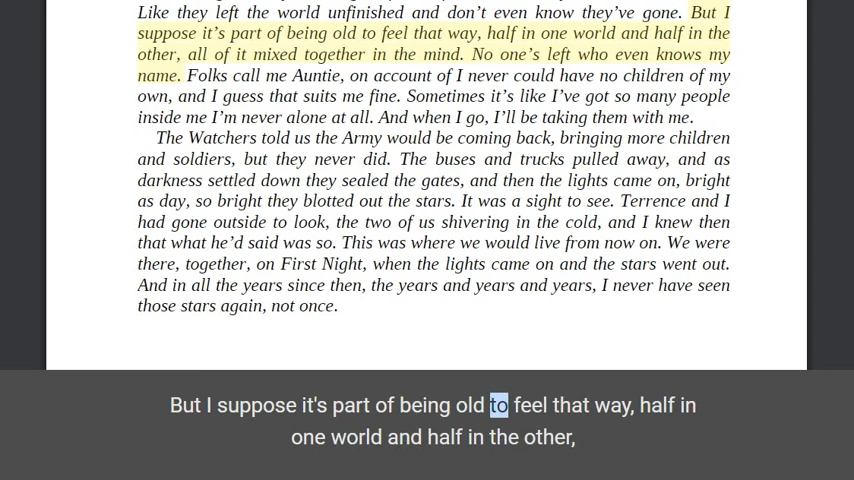 Like they left the world unfinished and don’t even know they’ve gone. But I
suppose it’s part of being old to feel that way, half in one world and half in the
other, all of it mixed together in the mind. No one’s left who even knows my
name. Folks call me Auntie, on account of I never could have no children of my
own, and I guess that suits me fine. Sometimes it’s like I’ve got so many people
inside me I’m never alone at all. And when I go, I’ll be taking them with me.
The Watchers told us the Army would be coming back, bringing more children
and soldiers, but they never did. The buses and trucks pulled away, and as
darkness settled down they sealed the gates, and then the lights came on, bright
as day, so bright they blotted out the stars. It was a sight to see. Terrence and I
had gone outside to look, the two of us shivering in the cold, and I knew then
that what he’d said was so. This was where we would live from now on. We were
there, together, on First Night, when the lights came on and the stars went out.
And in all the years since then, the years and years and years, I never have seen
those stars again, not once.
But I suppose it's part of being old to feel that way, half in
one world and half in the other,